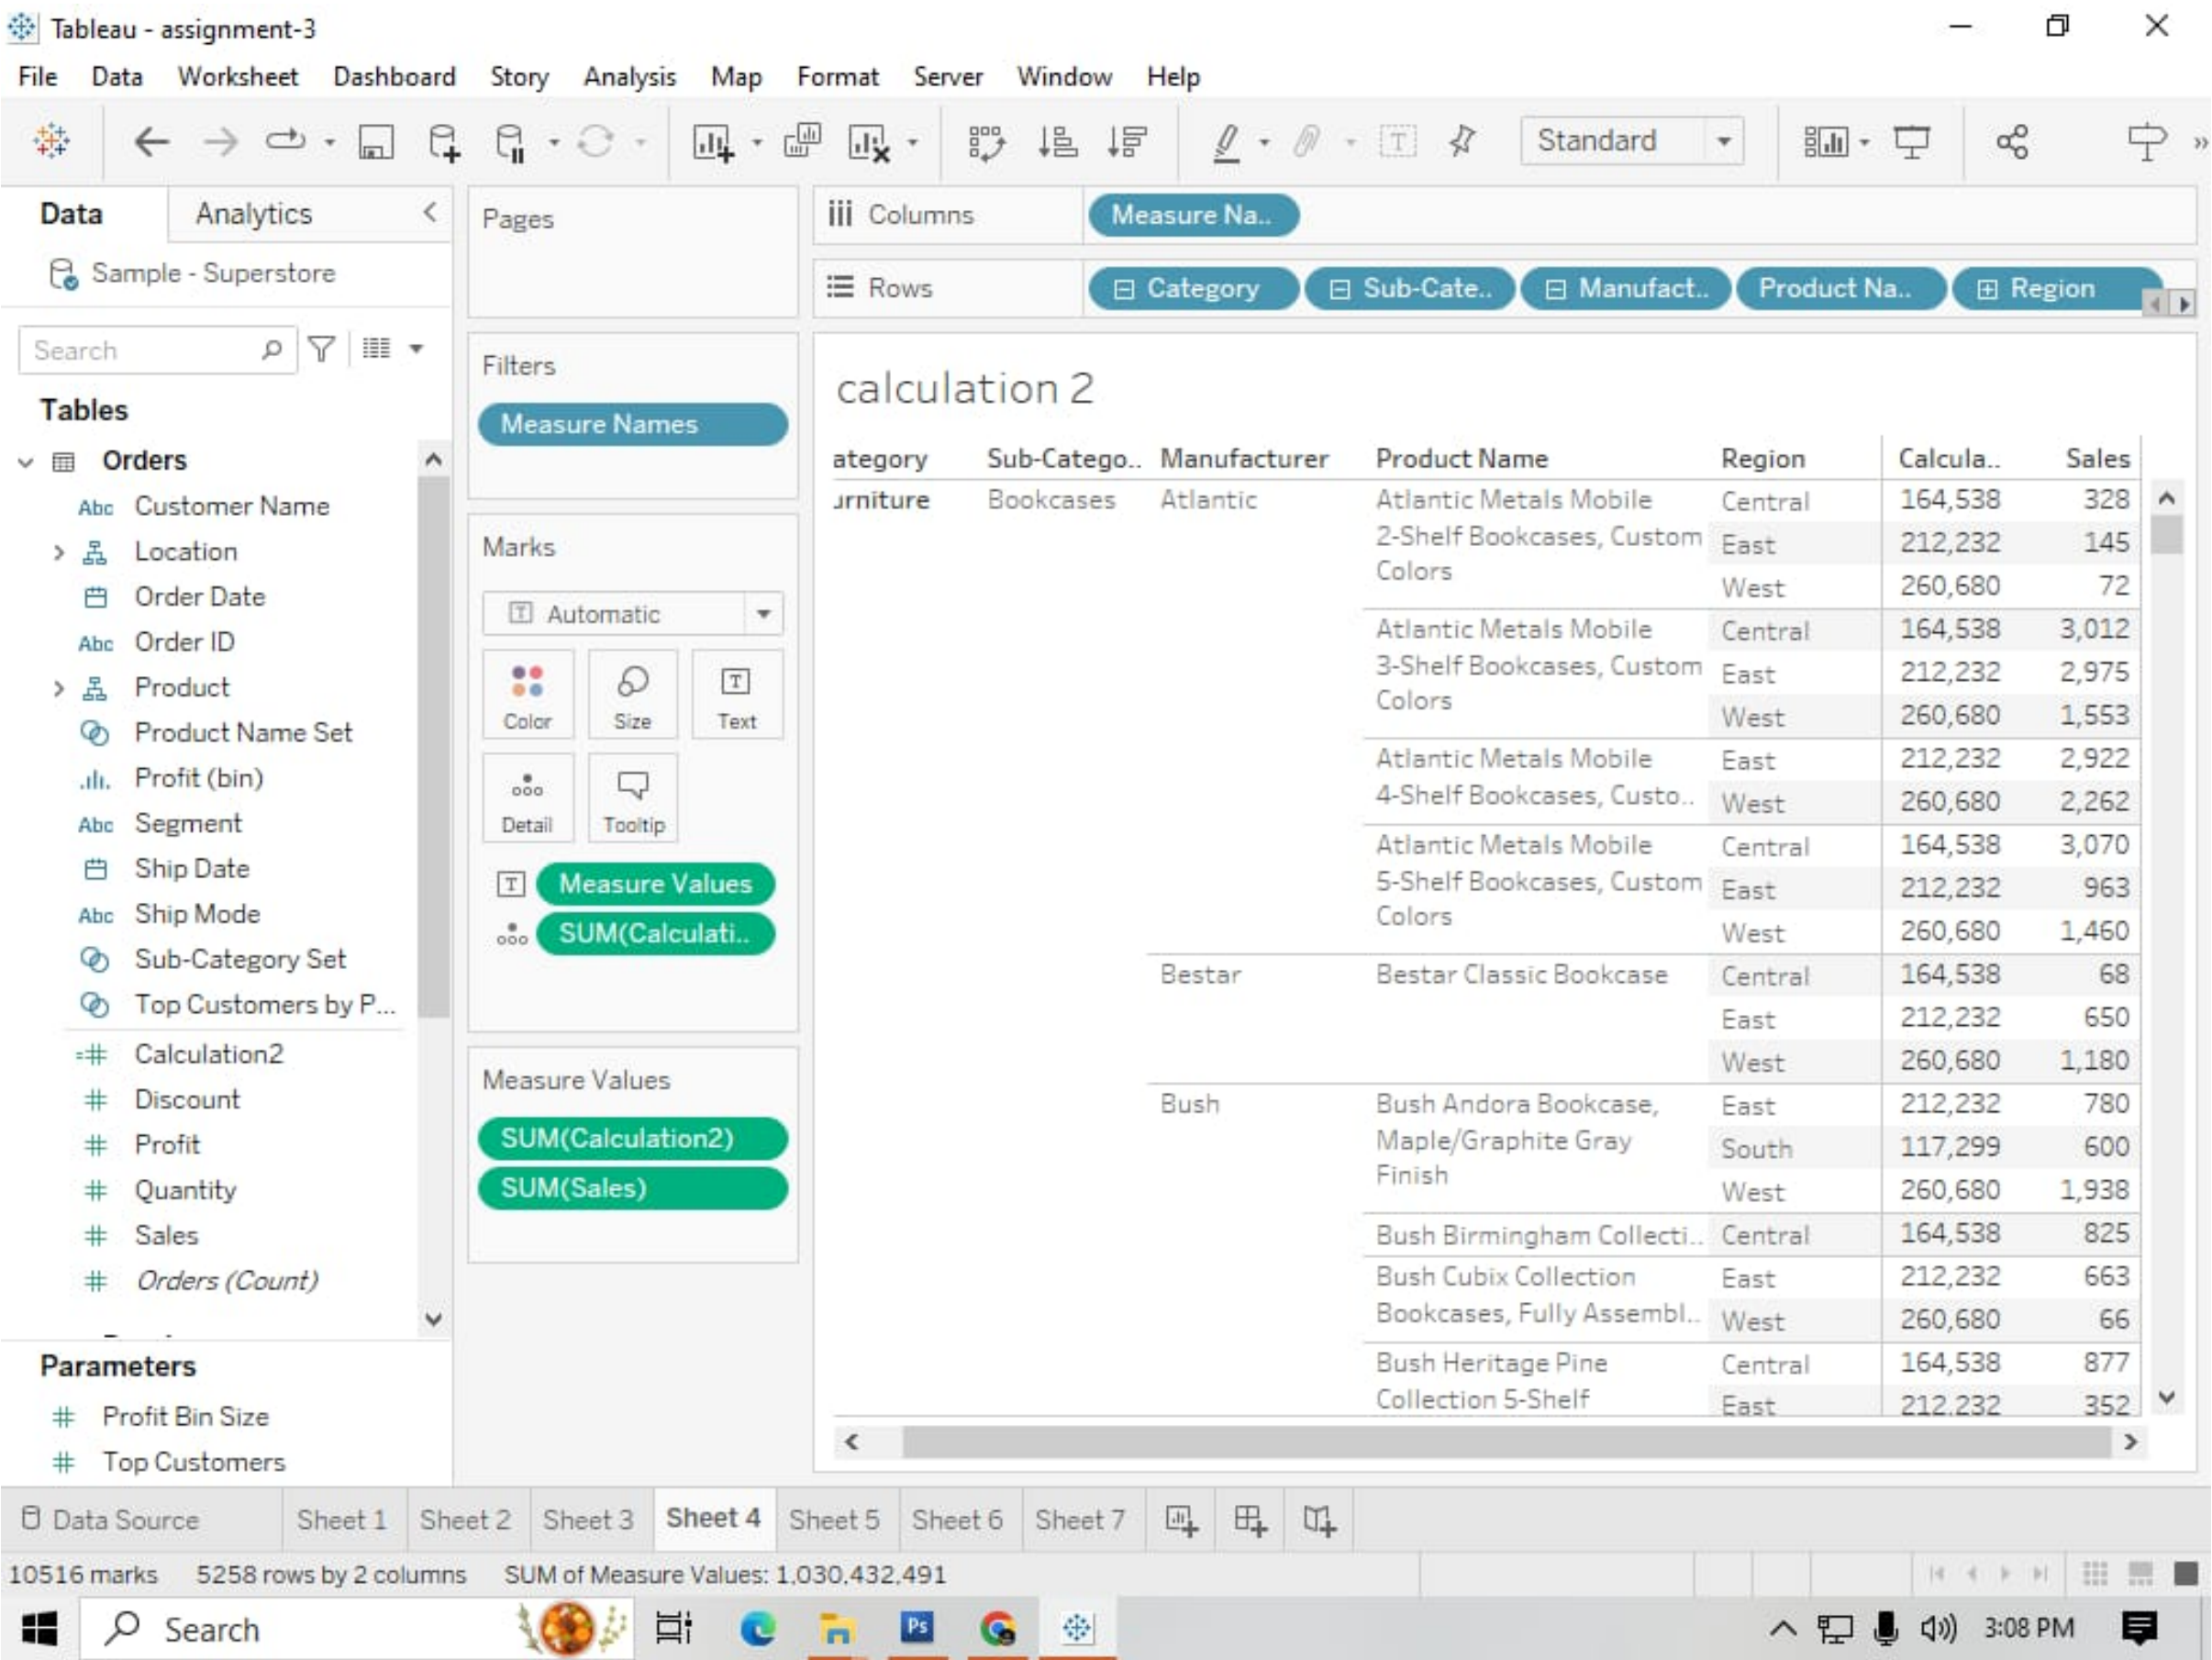 Tableau - assignment-3
File Data Worksheet Dashboard Story Analysis Map Format Server Window Help
Standard
Data Analytics
Sample - Superstore
Search
Tables
Orders
Abc Customer Name
Location
Order Date
Abc Order ID
Product
Product Name Set
Profit (bin)
Abc Segment
Ship Date
Abc Ship Mode
Sub-Category Set
Top Customers by P...
=# Calculation2
# Discount
# Profit
# Quantity
# Sales
# Orders (Count)
Parameters
# Profit Bin Size
# Top Customers
Pages
Filters
Measure Names
Marks
T Automatic
Color Size T Text
Detail Tooltip
T Measure Values
SUM(Calculati..
Measure Values
SUM(Calculation2)
SUM(Sales)
Columns Measure Na..
Rows Category Sub-Cate.. Manufact.. Product Na.. Region
calculation 2
ategory Sub-Catego.. Manufacturer Product Name Region Calcula.. Sales
urniture Bookcases Atlantic Atlantic Metals Mobile Central 164,538 328
2-Shelf Bookcases, Custom East 212,232 145
Colors West 260,680 72
Atlantic Metals Mobile Central 164,538 3,012
3-Shelf Bookcases, Custom East 212,232 2,975
Colors West 260,680 1,553
Atlantic Metals Mobile East 212,232 2,922
4-Shelf Bookcases, Custo.. West 260,680 2,262
Atlantic Metals Mobile Central 164,538 3,070
5-Shelf Bookcases, Custom East 212,232 963
Colors West 260,680 1,460
Bestar Bestar Classic Bookcase Central 164,538 68
East 212,232 650
West 260,680 1,180
Bush Bush Andora Bookcase, East 212,232 780
Maple/Graphite Gray South 117,299 600
Finish West 260,680 1,938
Bush Birmingham Collecti.. Central 164,538 825
Bush Cubix Collection East 212,232 663
Bookcases, Fully Assembl.. West 260,680 66
Bush Heritage Pine Central 164,538 877
Collection 5-Shelf East 212,232 352
Data Source Sheet 1 Sheet 2 Sheet 3 Sheet 4 Sheet 5 Sheet 6 Sheet 7
10516 marks 5258 rows by 2 columns SUM of Measure Values: 1,030,432,491
Search Ps 3:08 PM